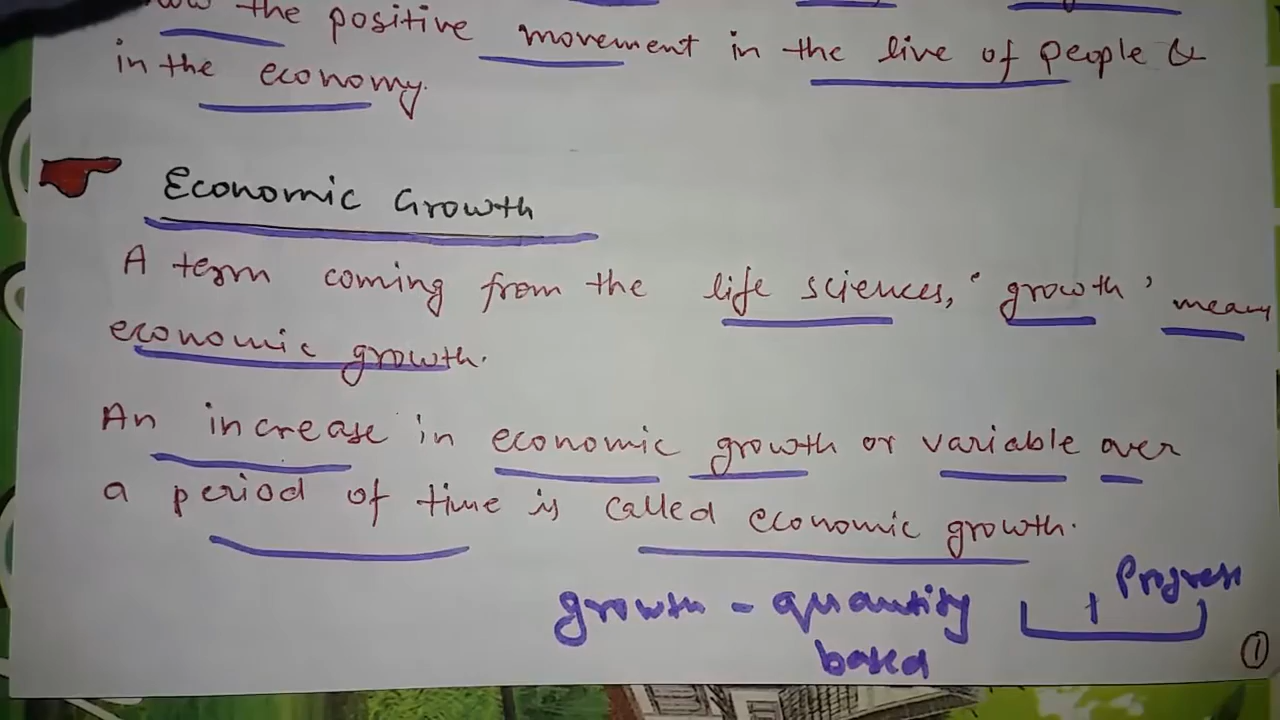 the positive movement in the live of people &
in the economy.
Economic Growth
A term coming from the life sciences, 'growth' means
economic growth.
An increase in economic growth or variable over
a period of time is called economic growth.
Progress
growth - quantity
based
1